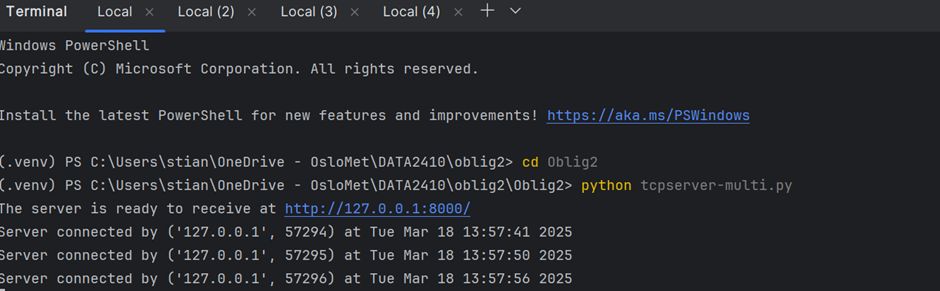 Terminal Local × Local (2) × Local (3) × Local (4) × +
Windows PowerShell
Copyright (C) Microsoft Corporation. All rights reserved.
Install the latest PowerShell for new features and improvements! https://aka.ms/PSWindows
(.venv) PS C:\Users\stian\OneDrive - OsloMet\DATA2410\oblig2> cd Oblig2
(.venv) PS C:\Users\stian\OneDrive - OsloMet\DATA2410\oblig2\Oblig2> python tcpserver-multi.py
The server is ready to receive at http://127.0.0.1:8000/
Server connected by ('127.0.0.1', 57294) at Tue Mar 18 13:57:41 2025
Server connected by ('127.0.0.1', 57295) at Tue Mar 18 13:57:50 2025
Server connected by ('127.0.0.1', 57296) at Tue Mar 18 13:57:56 2025